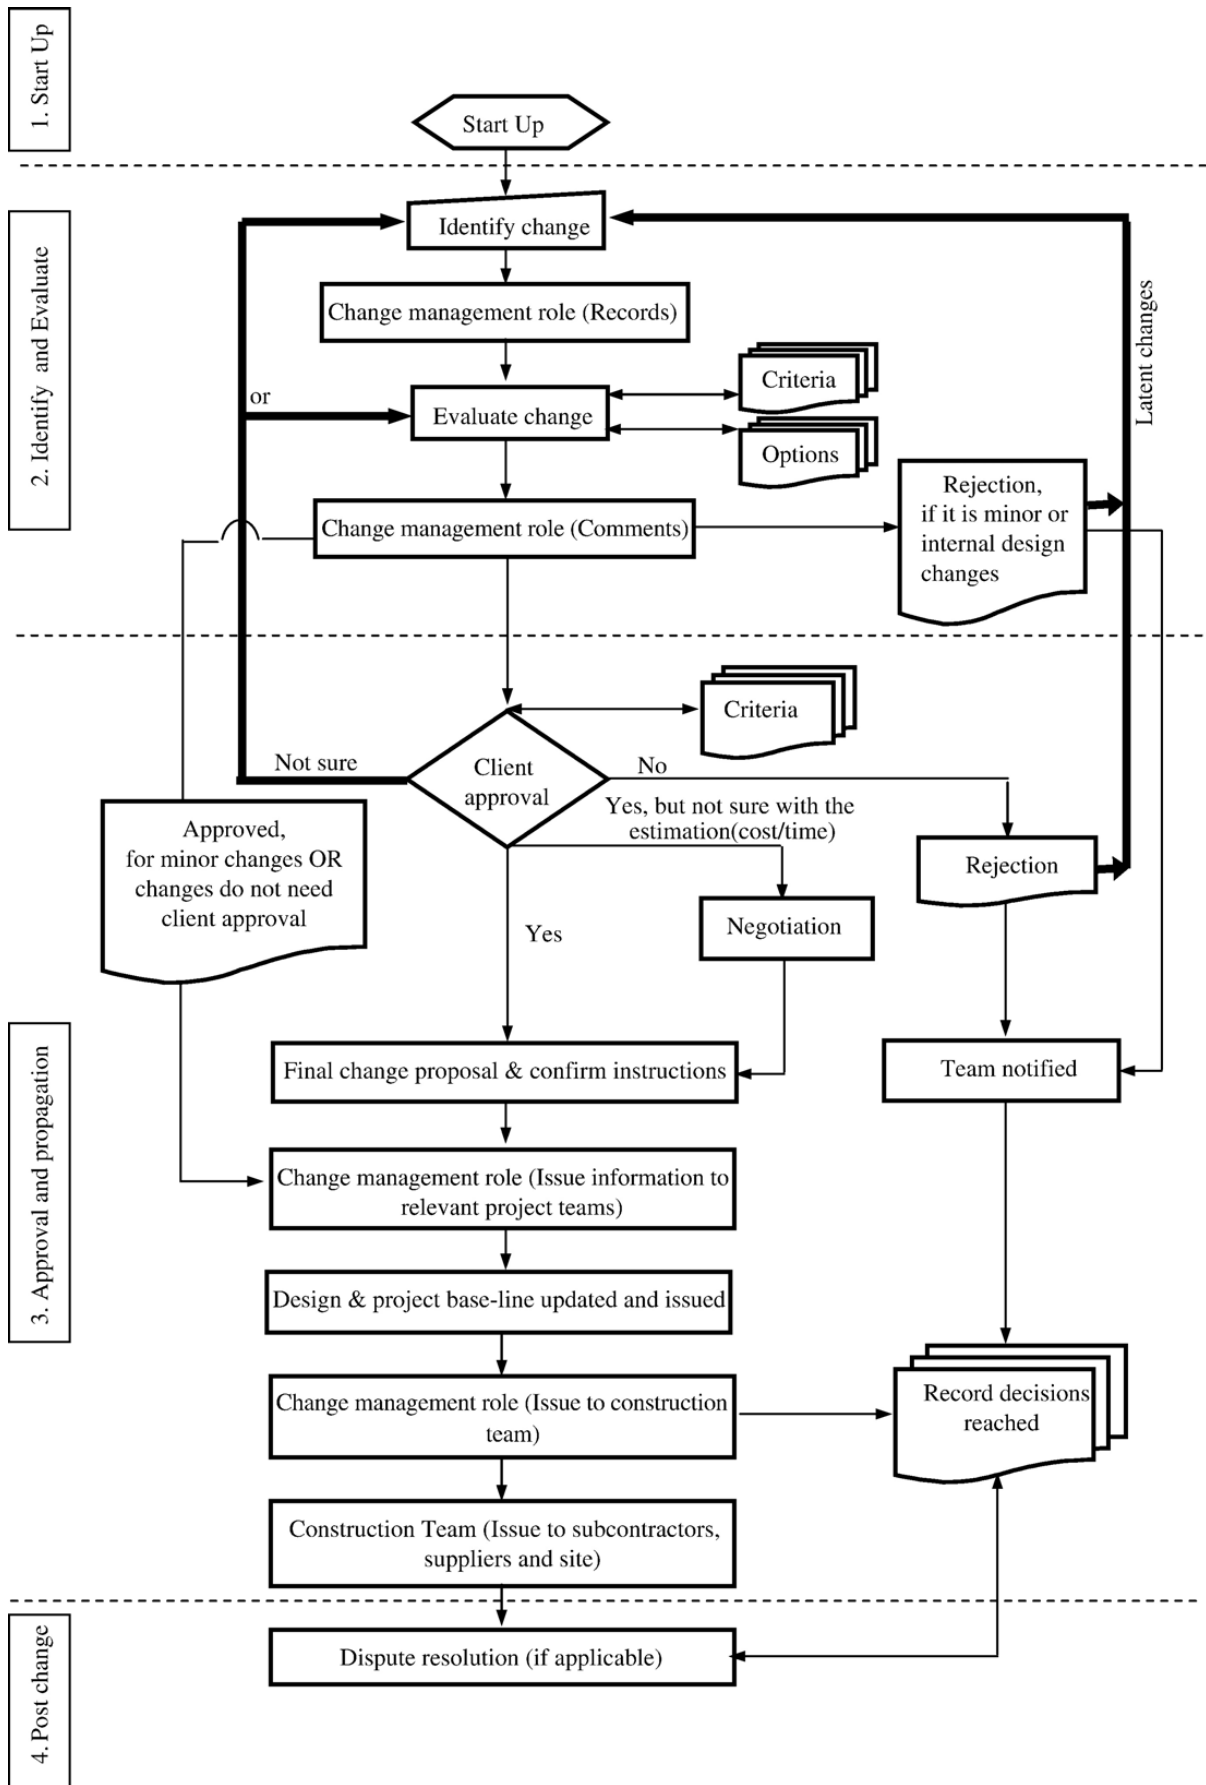 1. Start Up
Start Up
2. Identify and Evaluate
Identify change
Change management role (Records)
or
Evaluate change
Criteria
Options
Latent changes
Change management role (Comments)
Rejection,
if it is minor or
internal design
changes
Criteria
Not sure
Client
approval
No
Yes, but not sure with the
estimation(cost/time)
Approved,
for minor changes OR
changes do not need
client approval
Rejection
Yes
Negotiation
3. Approval and propagation
Final change proposal & confirm instructions
Team notified
Change management role (Issue information to
relevant project teams)
Design & project base-line updated and issued
Change management role (Issue to construction
team)
Record decisions
reached
Construction Team (Issue to subcontractors,
suppliers and site)
4. Post change
Dispute resolution (if applicable)